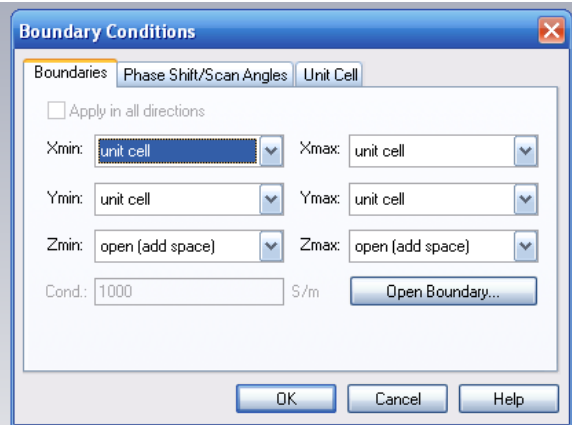 Boundary Conditions
Boundaries Phase Shift/Scan Angles Unit Cell
Apply in all directions
Xmin: unit cell Xmax: unit cell
Ymin: unit cell Ymax: unit cell
Zmin: open (add space) Zmax: open (add space)
Cond.: 1000 S/m Open Boundary...
OK Cancel Help